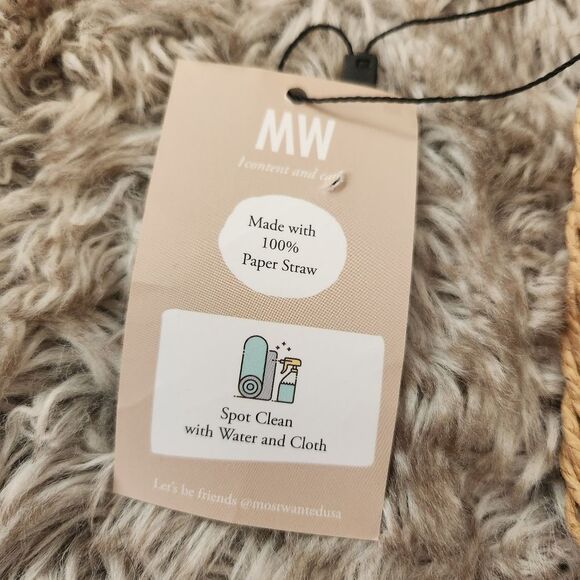 MW
content and
Made with
100%
Paper Straw
Spot Clean
with Water and Cloth
Let's be friends @mostwantedusa